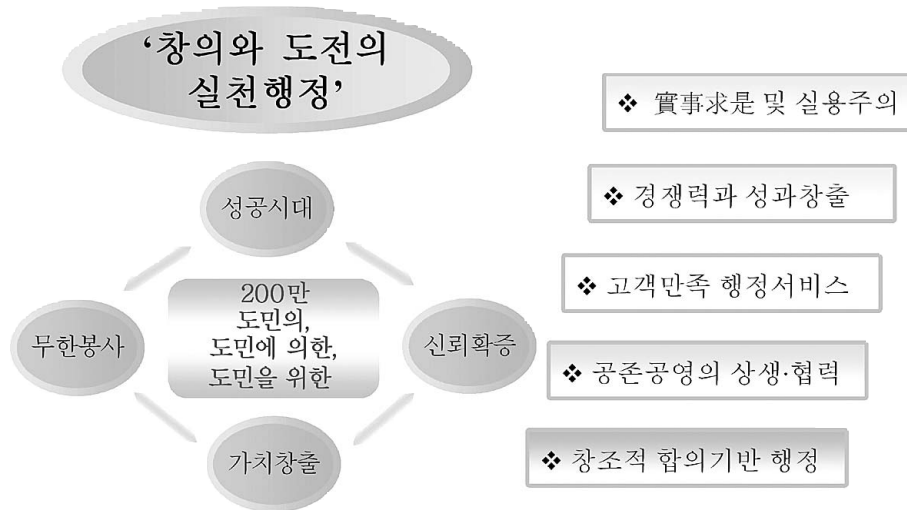 ‘창의와 도전의
실천행정’
성공시대
무한봉사
200만
도민의,
도민에 의한,
도민을 위한
신뢰확증
가치창출
❖ 實事求是 및 실용주의
❖ 경쟁력과 성과창출
❖ 고객만족 행정서비스
❖ 공존공영의 상생·협력
❖ 창조적 합의기반 행정